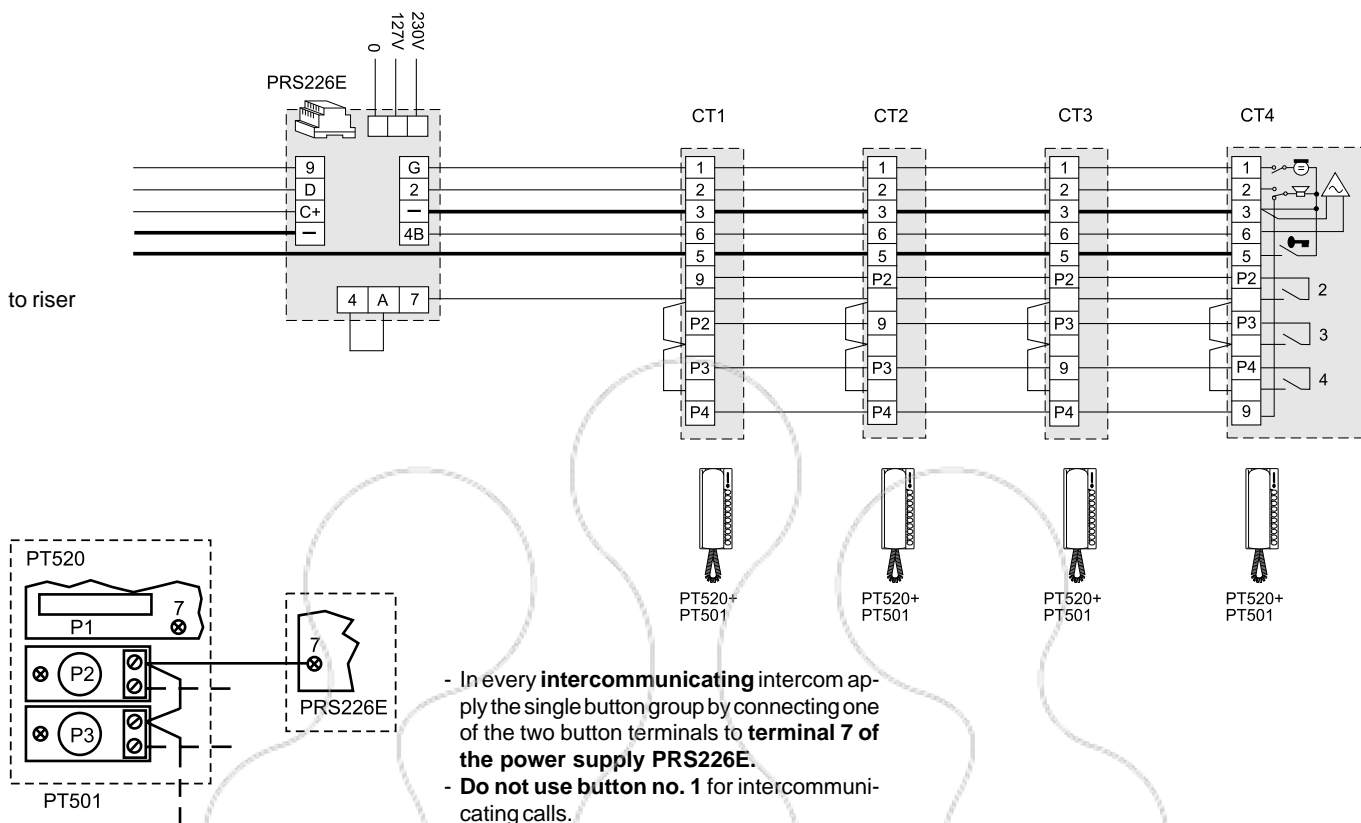 0
127V
230V
PRS226E
CT1
CT2
CT3
CT4
9 G 1 1 1 1
D 2 2 2 2 2
C+ — 3 3 3 3
— 4B 6 6 6 6
5 5 5 5
9 P2 P2 P2
2
to riser
4 A 7
P2 9 P3 P3
3
P3 P3 9 P4
4
P4 P4 P4 9
PT520+
PT501
PT520+
PT501
PT520+
PT501
PT520+
PT501
PT520
P1
7
P2
P3
PT501
7
PRS226E
- In every intercommunicating intercom ap-
ply the single button group by connecting one
of the two button terminals to terminal 7 of
the power supply PRS226E.
- Do not use button no. 1 for intercommuni-
cating calls.